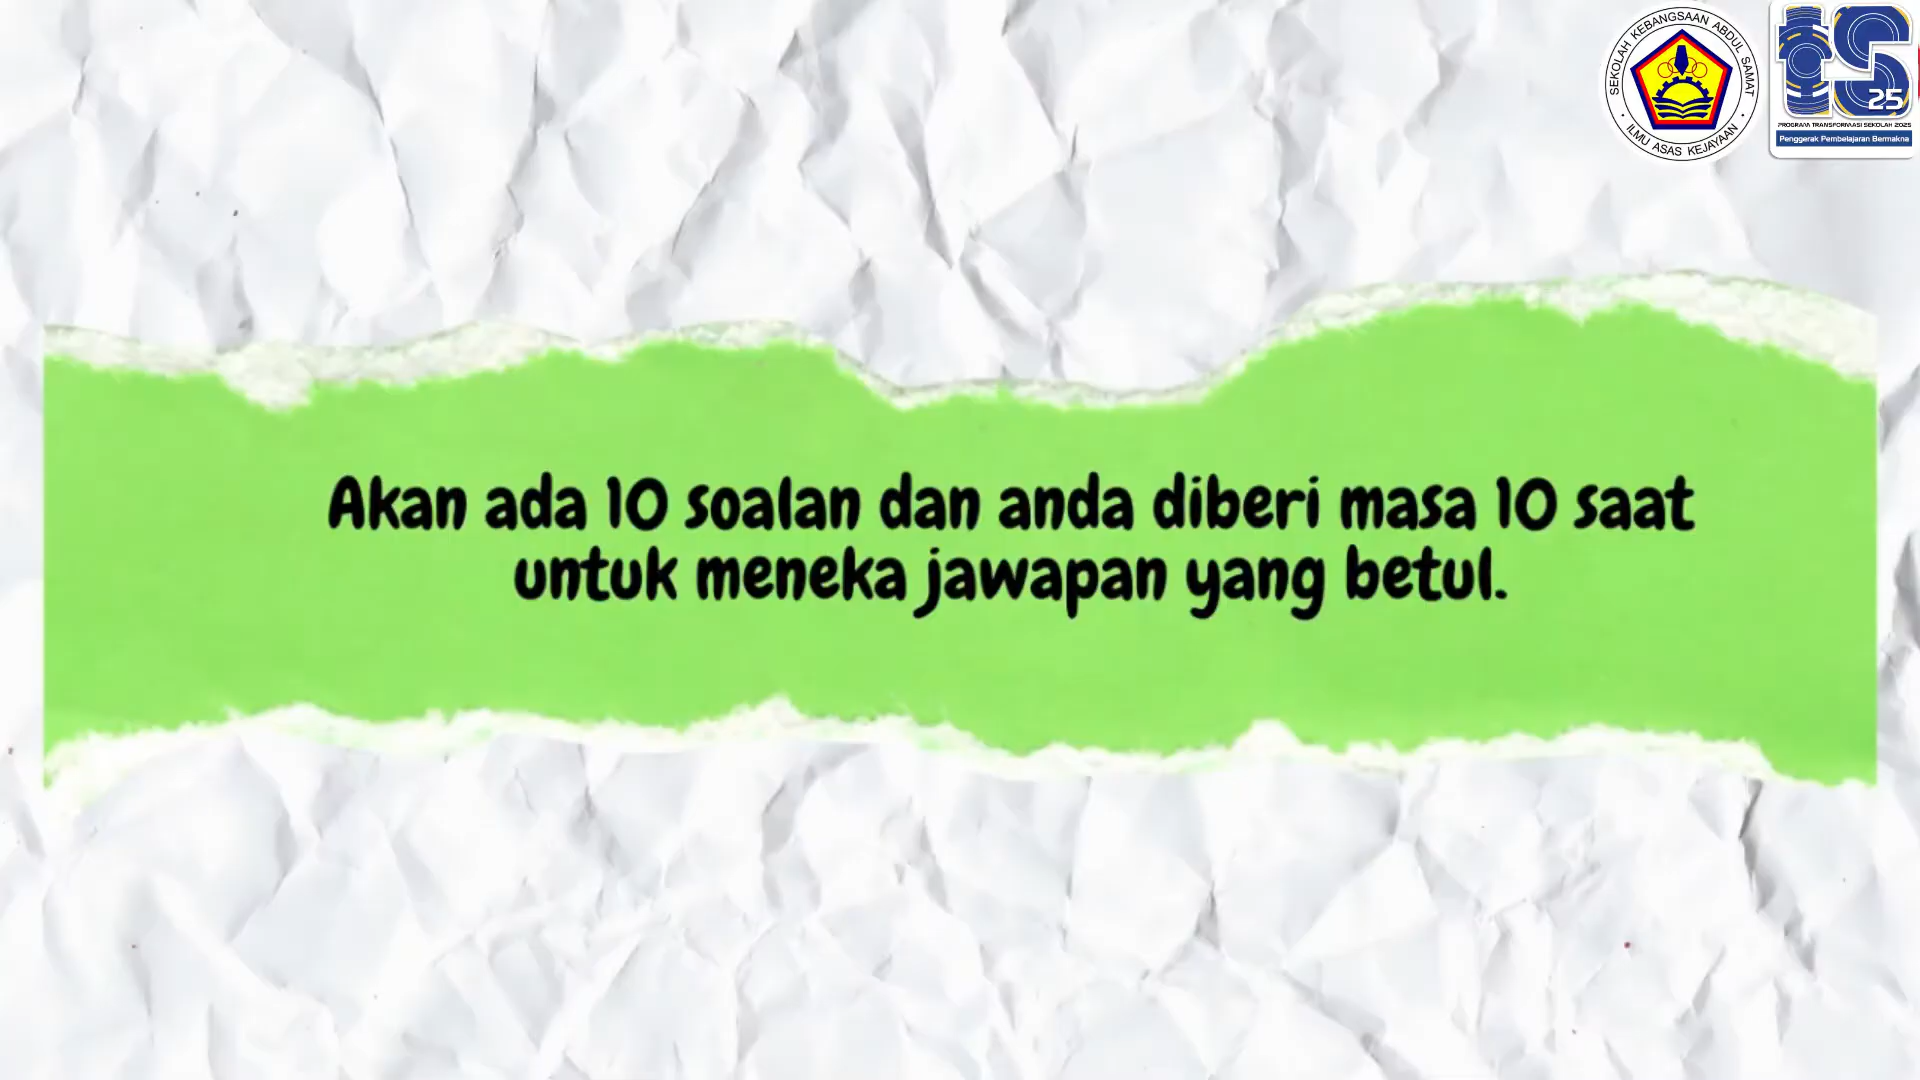 SEKOLAH KEBANGSAAN ABDUL SAMAT
· ILMU ASAS KEJAYAAN ·
TS
25
PROGRAM TRANSFORMASI SEKOLAH 2025
Penggerak Pembelajaran Bermakna
Akan ada 10 soalan dan anda diberi masa 10 saat
untuk meneka jawapan yang betul.